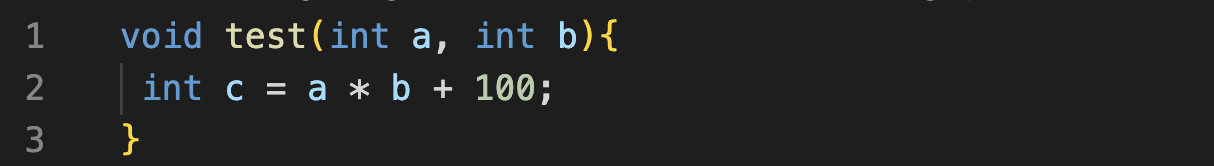 1 void test(int a, int b){
2 int c = a * b + 100;
3 }